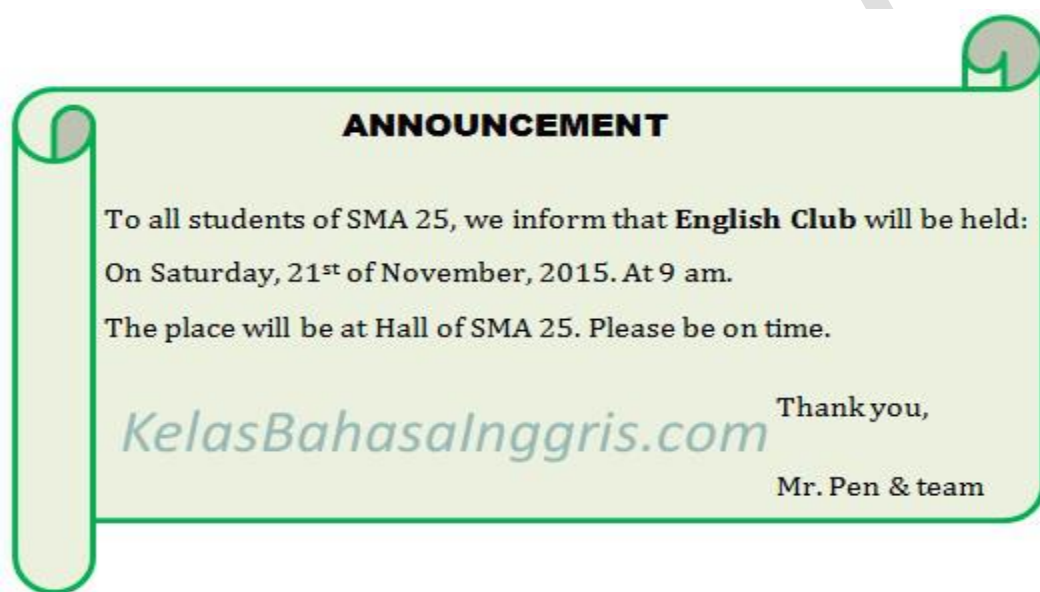 ANNOUNCEMENT
To all students of SMA 25, we inform that English Club will be held:
On Saturday, 21st of November, 2015. At 9 am.
The place will be at Hall of SMA 25. Please be on time.
Thank you,
KelasBahasaInggris.com
Mr. Pen & team